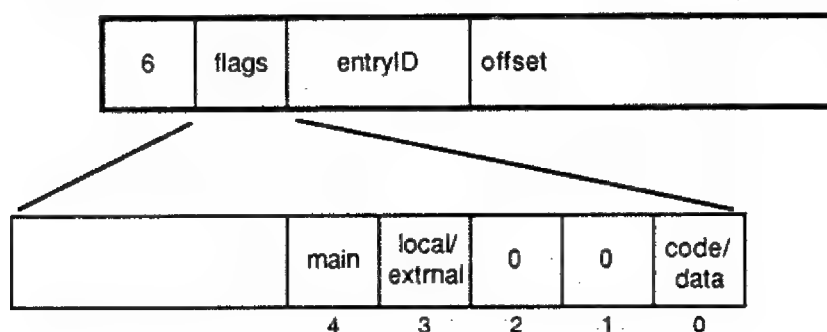 6 flags entryID offset
main local/ extrnal 0 0 code/ data
4 3 2 1 0